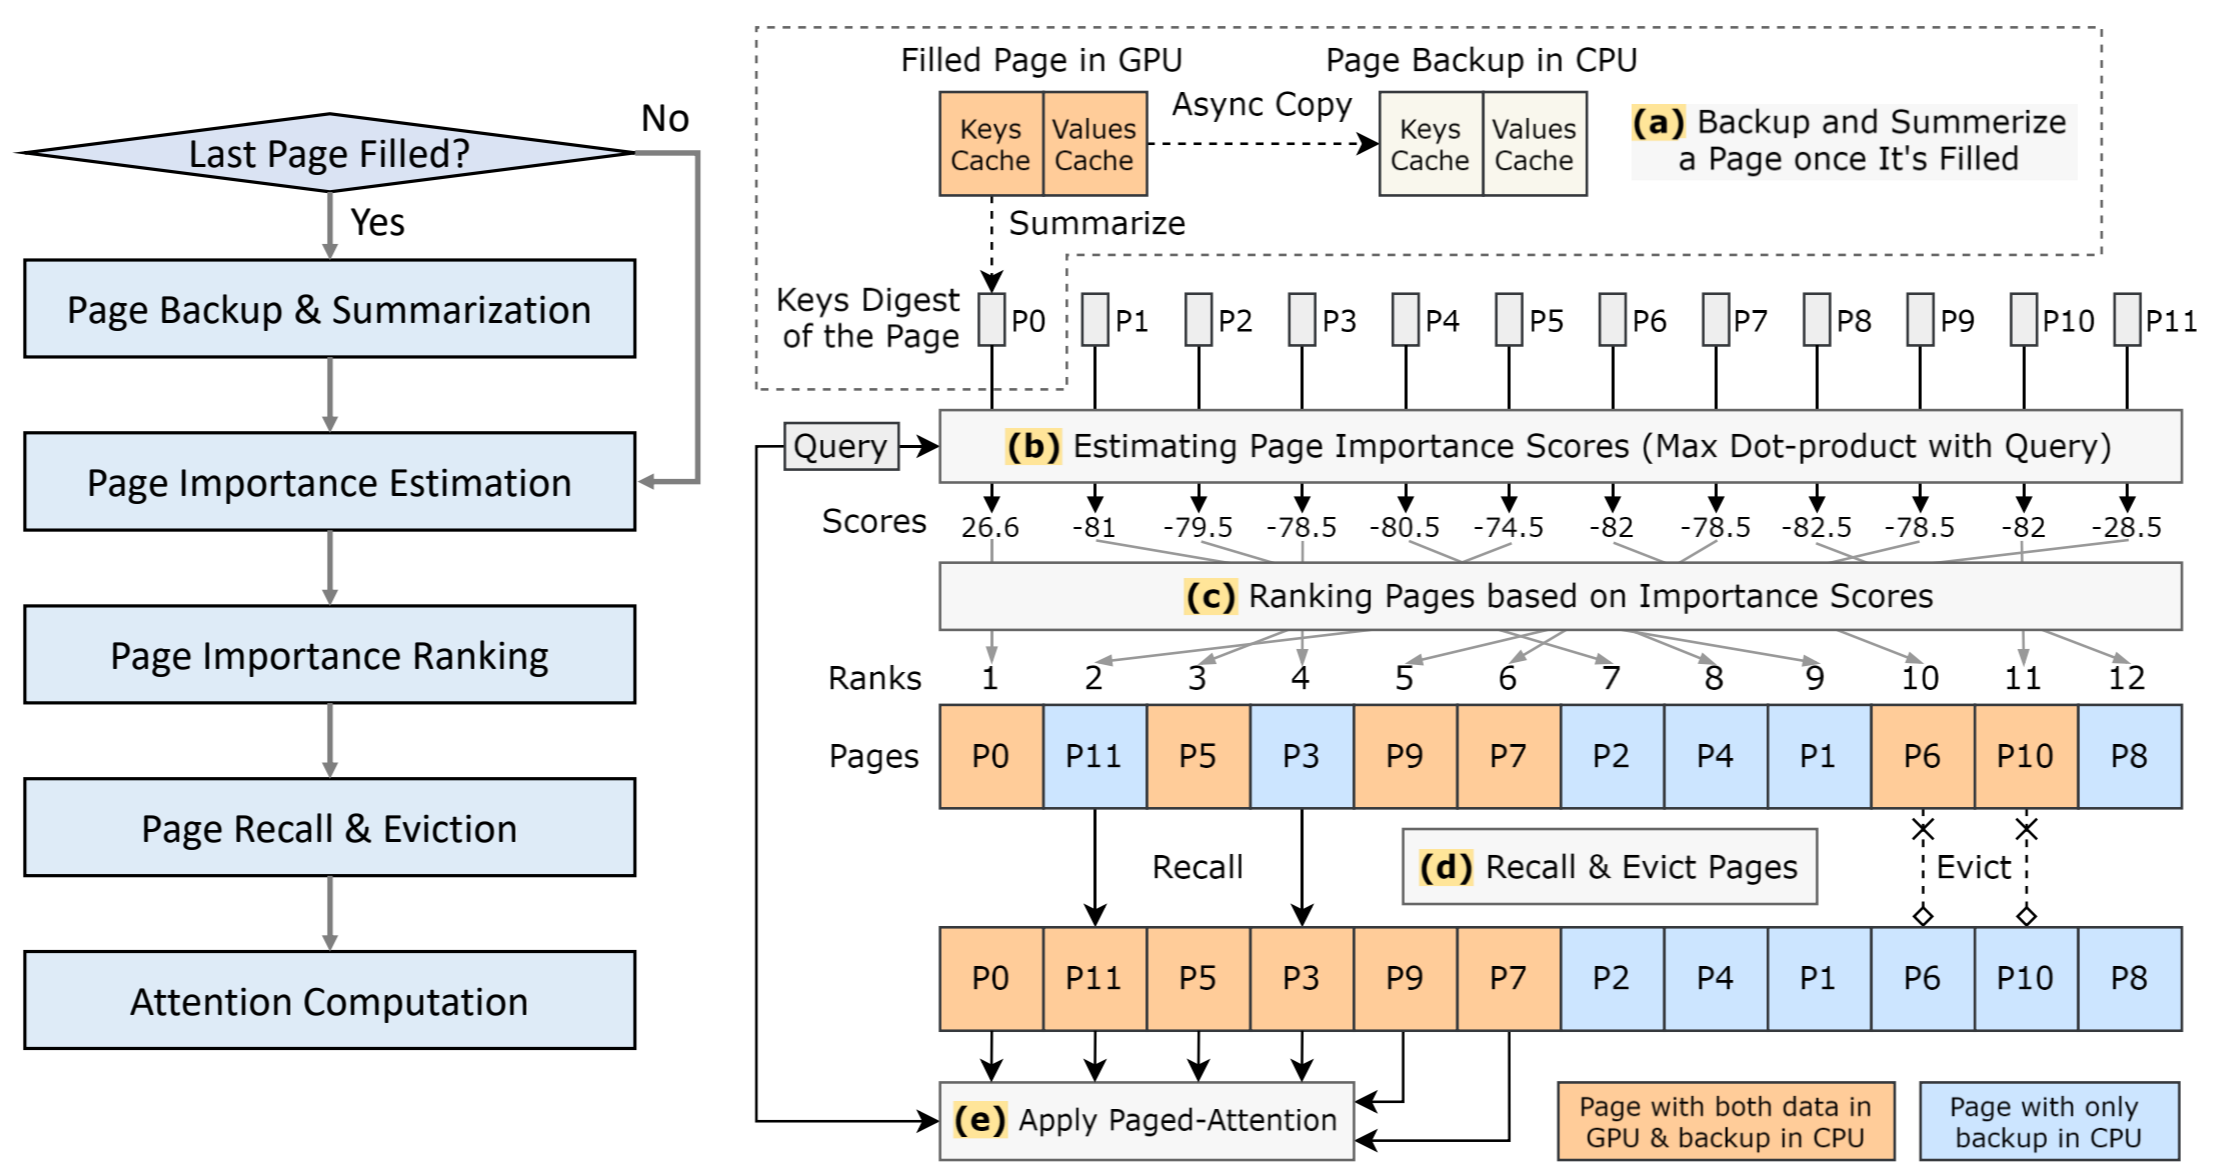 Last Page Filled?
No
Yes
Page Backup & Summarization
Page Importance Estimation
Page Importance Ranking
Page Recall & Eviction
Attention Computation
Filled Page in GPU
Page Backup in CPU
Keys
Cache
Values
Cache
Async Copy
Keys
Cache
Values
Cache
(a) Backup and Summerize
a Page once It's Filled
Summarize
Keys Digest
of the Page
P0 P1 P2 P3 P4 P5 P6 P7 P8 P9 P10 P11
Query
(b) Estimating Page Importance Scores (Max Dot-product with Query)
Scores 26.6 -81 -79.5 -78.5 -80.5 -74.5 -82 -78.5 -82.5 -78.5 -82 -28.5
(c) Ranking Pages based on Importance Scores
Ranks 1 2 3 4 5 6 7 8 9 10 11 12
Pages P0 P11 P5 P3 P9 P7 P2 P4 P1 P6 P10 P8
Recall
(d) Recall & Evict Pages
Evict
P0 P11 P5 P3 P9 P7 P2 P4 P1 P6 P10 P8
(e) Apply Paged-Attention
Page with both data in
GPU & backup in CPU
Page with only
backup in CPU